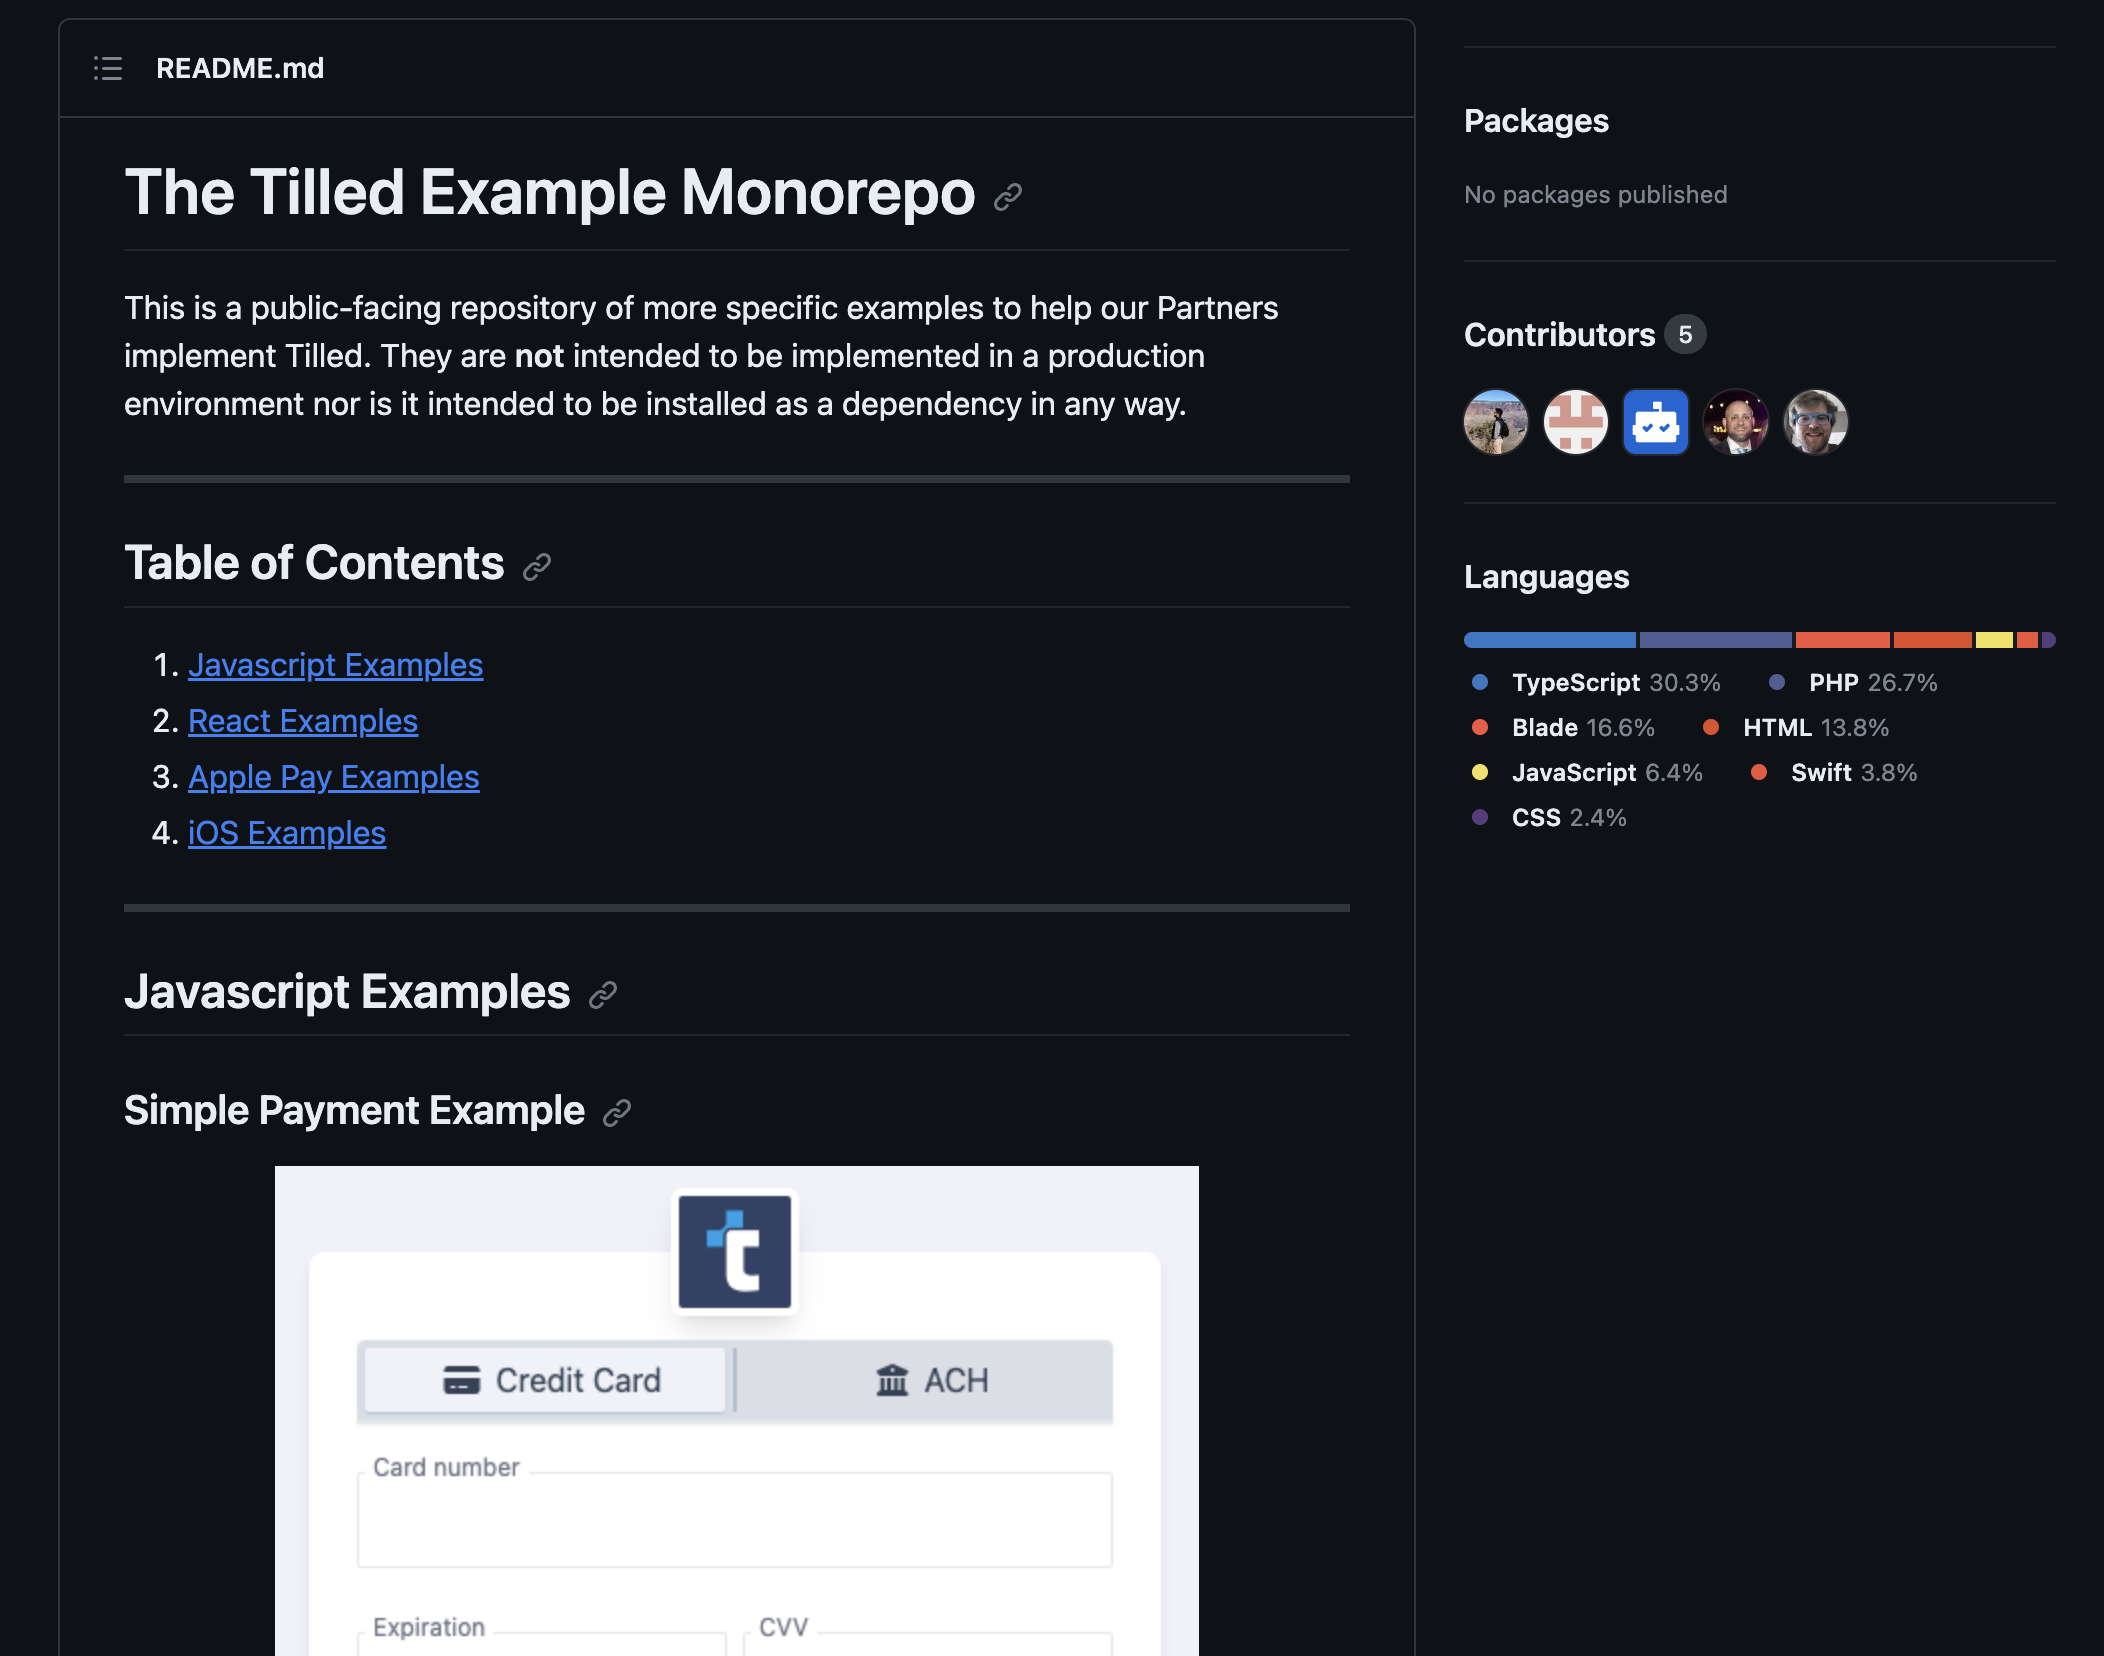 README.md
The Tilled Example Monorepo
This is a public-facing repository of more specific examples to help our Partners
implement Tilled. They are not intended to be implemented in a production
environment nor is it intended to be installed as a dependency in any way.
Table of Contents
1. Javascript Examples
2. React Examples
3. Apple Pay Examples
4. iOS Examples
Javascript Examples
Simple Payment Example
t
Credit Card
ACH
Card number
Expiration
CVV
Packages
No packages published
Contributors 5
Languages
TypeScript 30.3% PHP 26.7%
Blade 16.6% HTML 13.8%
JavaScript 6.4% Swift 3.8%
CSS 2.4%